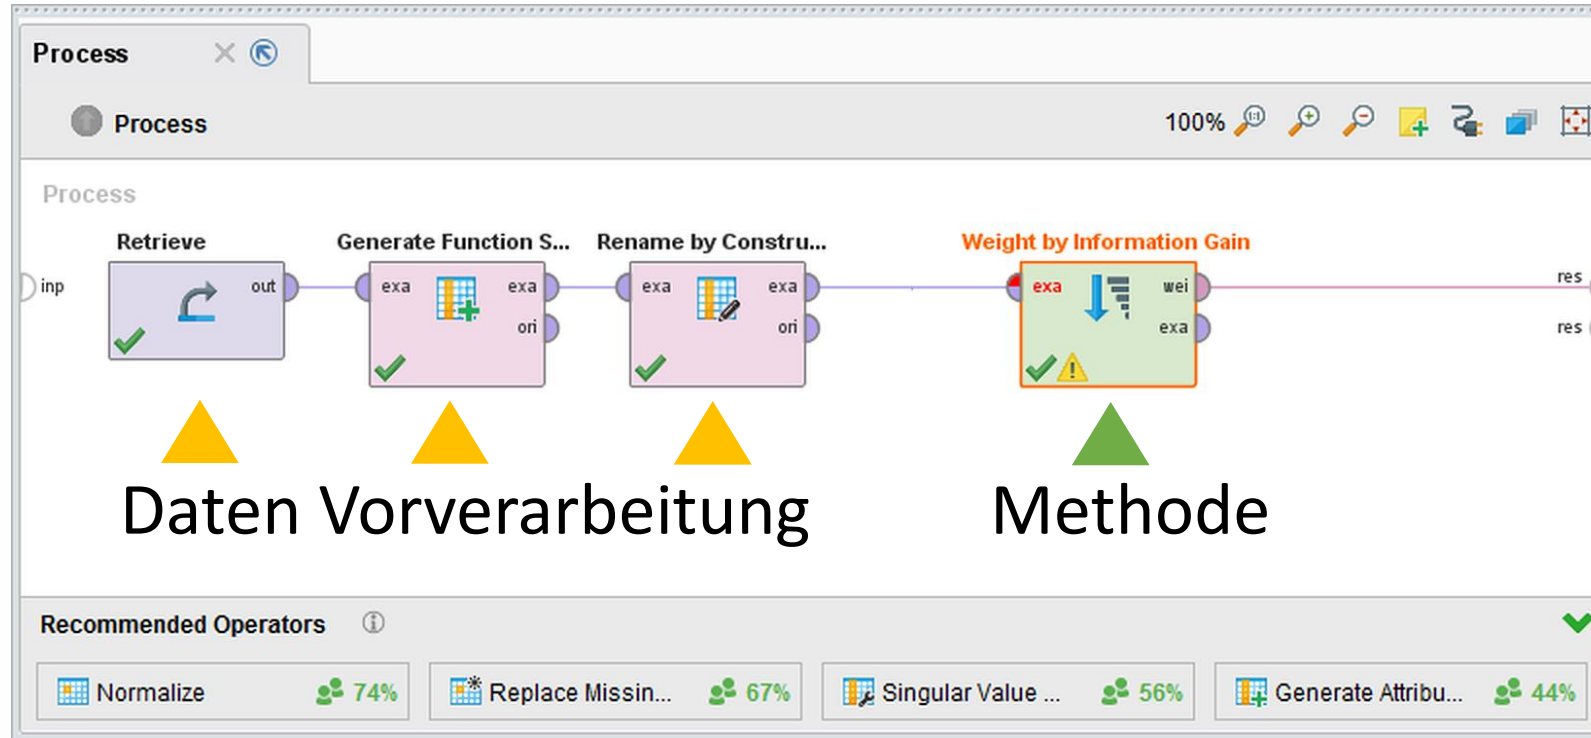 Process
Process
100%
Process
Retrieve
Generate Function S...
Rename by Constru...
Weight by Information Gain
inp
out
exa
exa
ori
exa
exa
ori
exa
wei
exa
res
res
Daten Vorverarbeitung
Methode
Recommended Operators
Normalize
74%
Replace Missin...
67%
Singular Value ...
56%
Generate Attribu...
44%